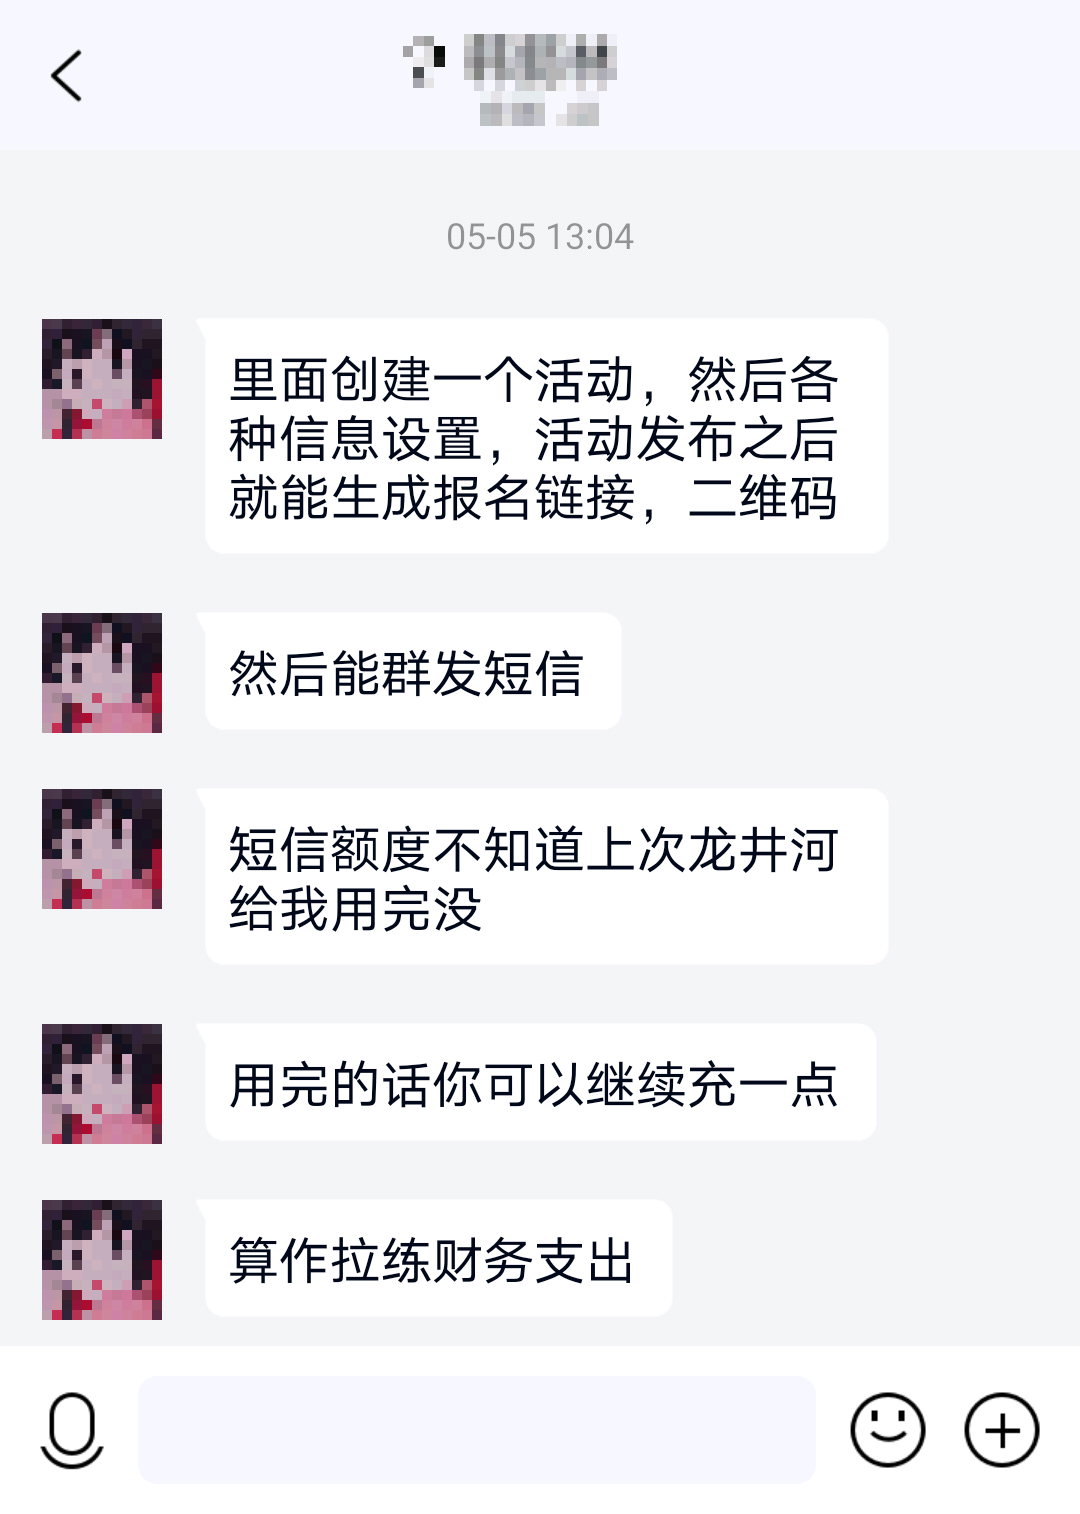 05-05 13:04
里面创建一个活动，然后各
种信息设置，活动发布之后
就能生成报名链接，二维码
然后能群发短信
短信额度不知道上次龙井河
给我用完没
用完的话你可以继续充一点
算作拉练财务支出